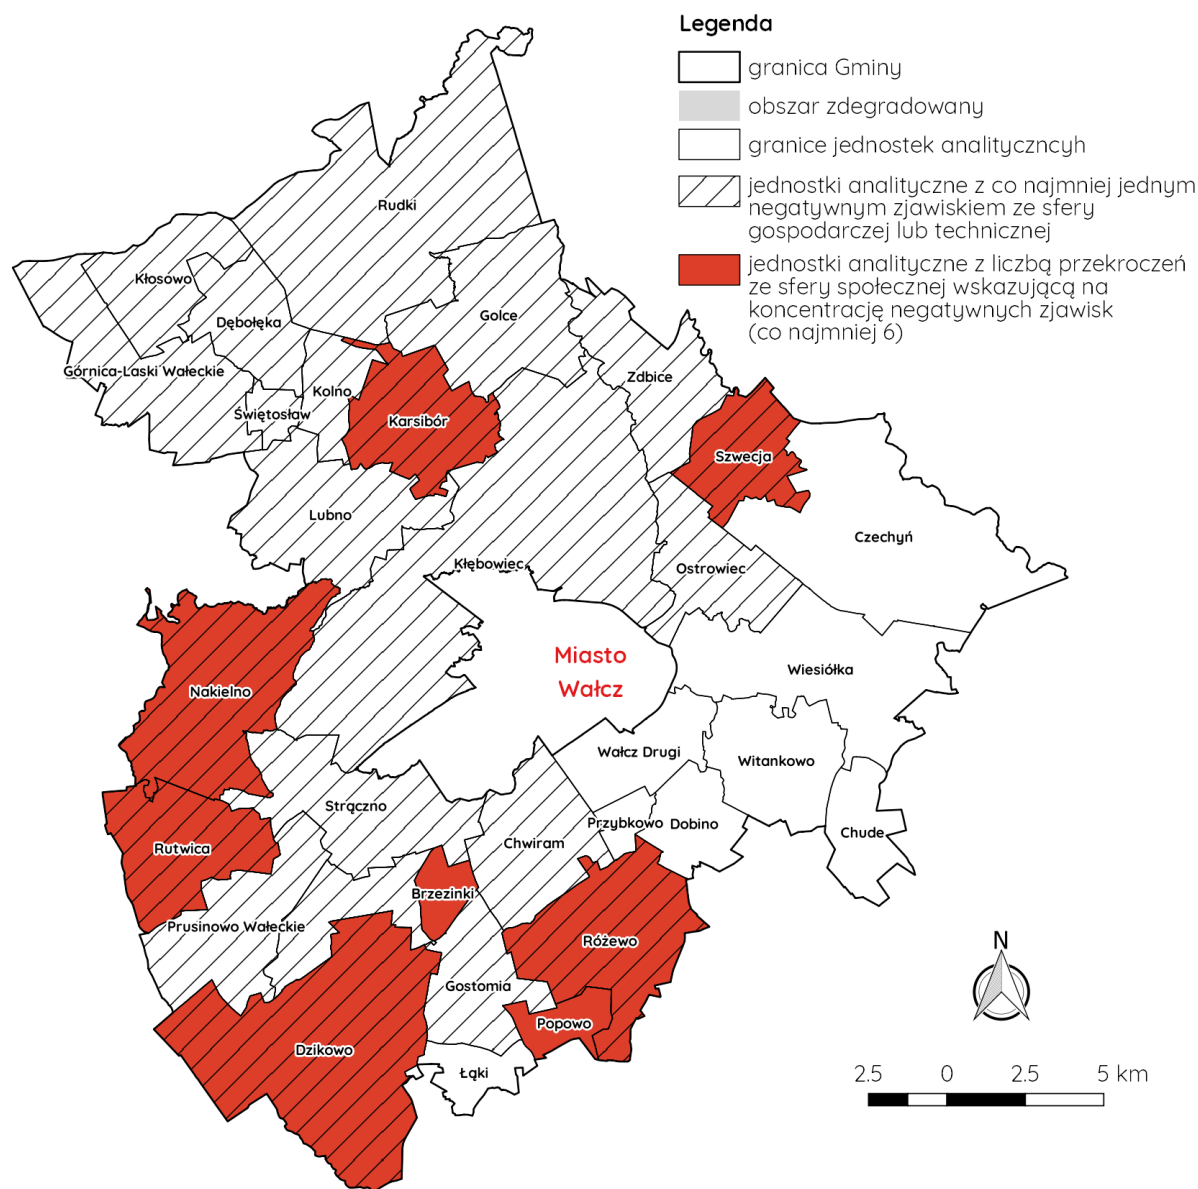 Legenda
granica Gminy
obszar zdegradowany
granice jednostek analityczncyh
jednostki analityczne z co najmniej jednym
negatywnym zjawiskiem ze sfery
gospodarczej lub technicznej
jednostki analityczne z liczbą przekroczeń
ze sfery społecznej wskazującą na
koncentrację negatywnych zjawisk
(co najmniej 6)
Rudki
Kłosowo
Golce
Dębołęka
Górnica-Laski Wałeckie
Zdbice
Kolno
Świętosław
Karsibór
Szwecja
Lubno
Czechyń
Kłębowiec
Ostrowiec
Miasto
Wałcz
Wiesiółka
Nakielno
Wałcz Drugi
Witankowo
Strączno
Przybkowo
Dobino
Chude
Chwiram
Rutwica
Brzezinki
Prusinowo Wałeckie
Różewo
Gostomia
Popowo
Dzikowo
Łąki
N
2.5 0 2.5 5 km